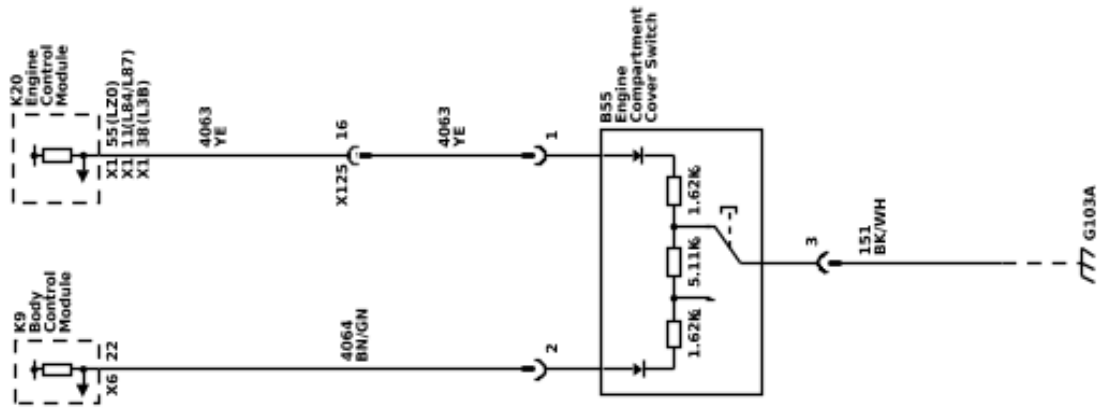 K20
Engine
Control
Module
X1 55(LZ0)
X1 11(L84/L87)
X1 38(L3B)
4063
YE
16
X125
4063
YE
1
B55
Engine
Compartment
Cover Switch
1.62K
5.11K
1.62K
3
151
BK/WH
G103A
K9
Body
Control
Module
X6 22
4064
BN/GN
2